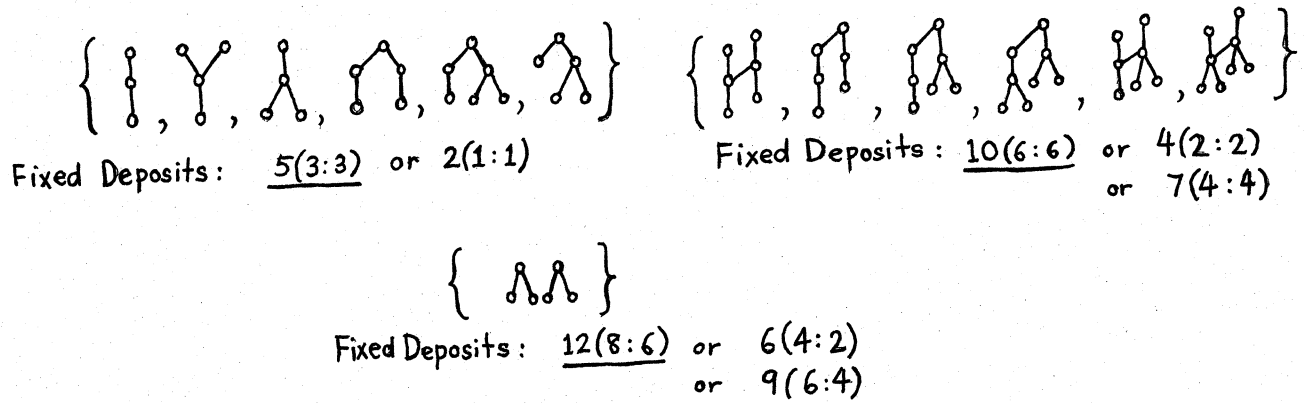 Fixed Deposits: 5(3:3) or 2(1:1)
Fixed Deposits: 10(6:6) or 4(2:2)
or 7(4:4)
Fixed Deposits: 12(8:6) or 6(4:2)
or 9(6:4)